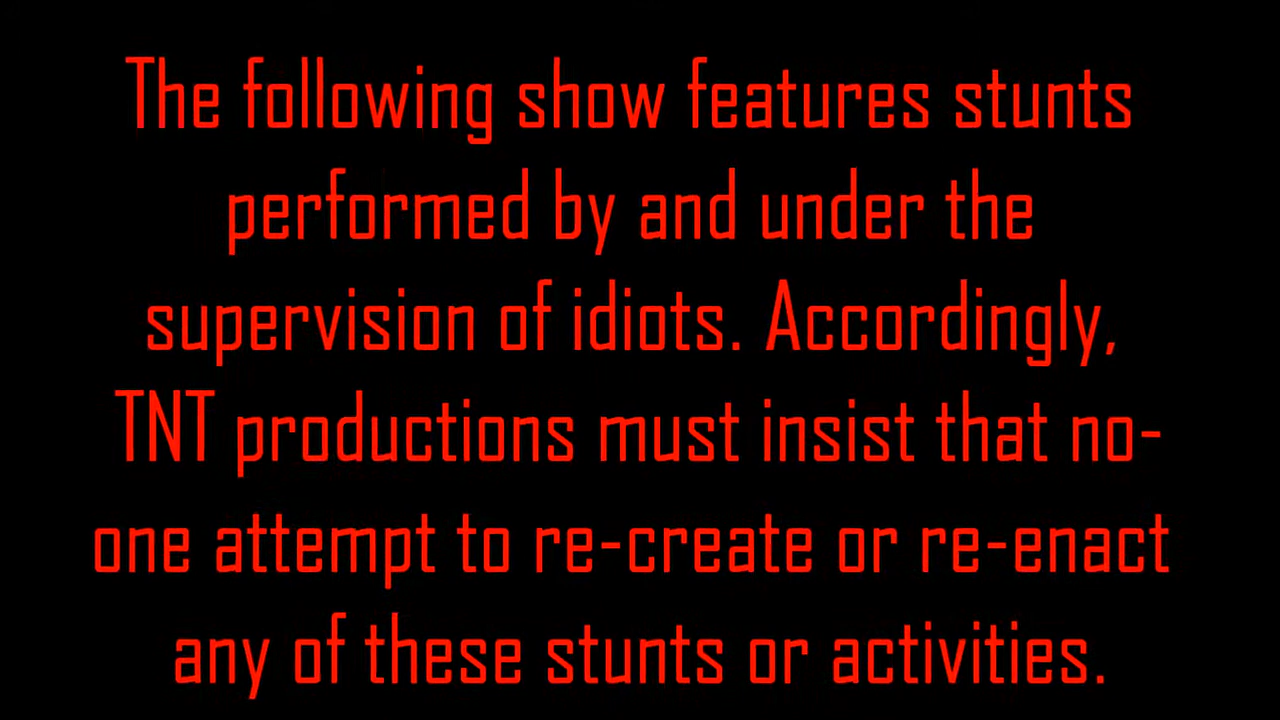 The following show features stunts
performed by and under the
supervision of idiots. Accordingly,
TNT productions must insist that no-
one attempt to re-create or re-enact
any of these stunts or activities.